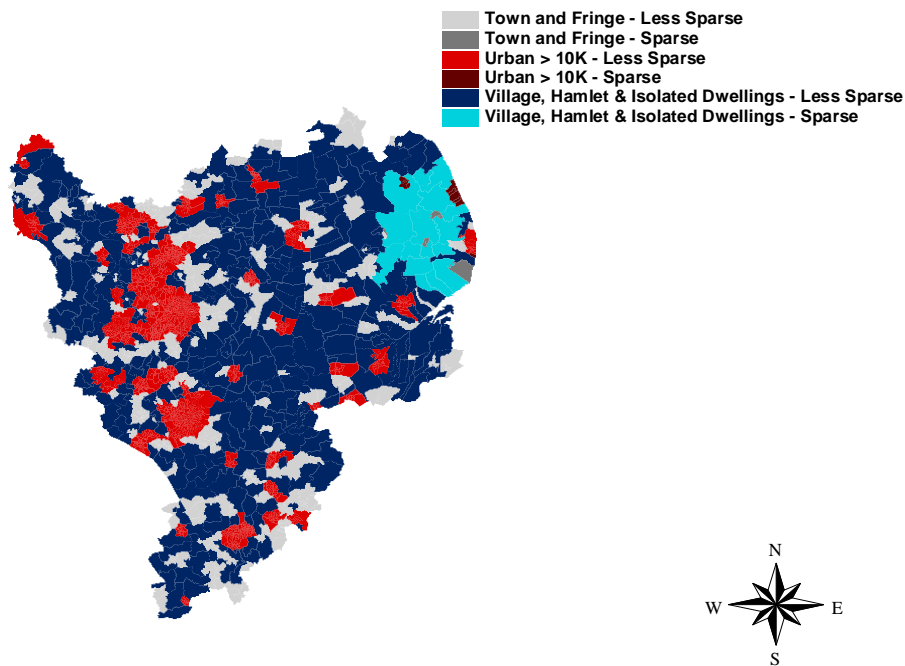 Town and Fringe - Less Sparse
Town and Fringe - Sparse
Urban > 10K - Less Sparse
Urban > 10K - Sparse
Village, Hamlet & Isolated Dwellings - Less Sparse
Village, Hamlet & Isolated Dwellings - Sparse
N
W E
S